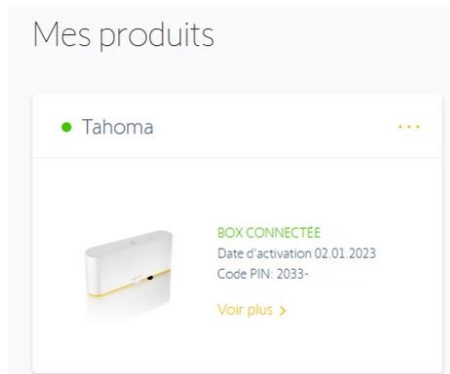 Mes produits
Tahoma
BOX CONNECTÉE
Date d'activation 02.01.2023
Code PIN: 2033-
Voir plus >